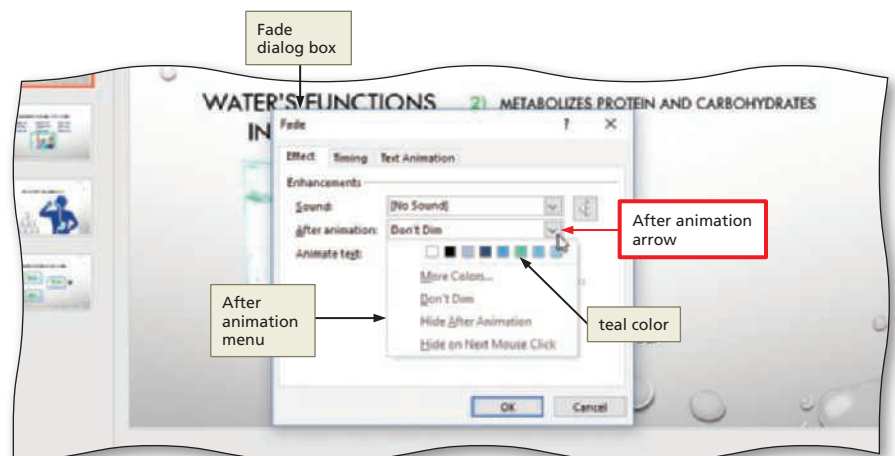 Fade
dialog box
WATER'S FUNCTIONS
IN
2) METABOLIZES PROTEIN AND CARBOHYDRATES
Fade ? ×
Effect Timing Text Animation
Enhancements
Sound: [No Sound]
After animation: Don't Dim
Animate text:
More Colors...
Don't Dim
Hide After Animation
Hide on Next Mouse Click
After animation
arrow
After
animation
menu
teal color
OK Cancel